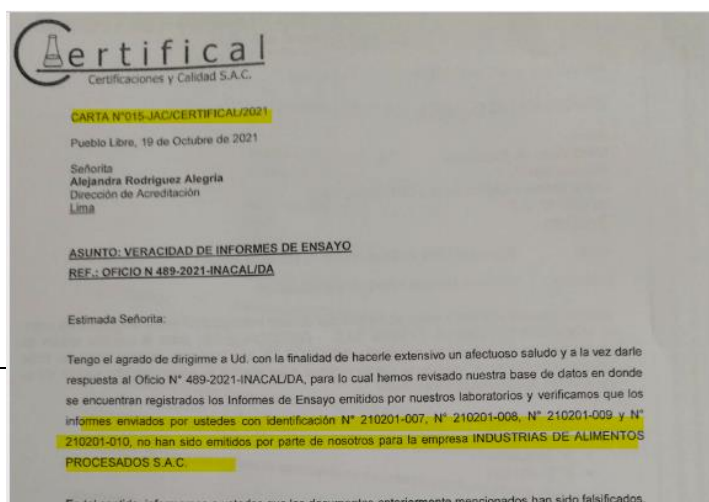 Certifical
Certificaciones y Calidad S.A.C.
CARTA N°015-JAC/CERTIFICAL/2021
Pueblo Libre, 19 de Octubre de 2021
Señorita
Alejandra Rodriguez Alegria
Dirección de Acreditación
Lima
ASUNTO: VERACIDAD DE INFORMES DE ENSAYO
REF.: OFICIO N 489-2021-INACAL/DA
Estimada Señorita:
Tengo el agrado de dirigirme a Ud. con la finalidad de hacerle extensivo un afectuoso saludo y a la vez darle
respuesta al Oficio N° 489-2021-INACAL/DA, para lo cual hemos revisado nuestra base de datos en donde
se encuentran registrados los Informes de Ensayo emitidos por nuestros laboratorios y verificamos que los
informes enviados por ustedes con identificación N° 210201-007, N° 210201-008, N° 210201-009 y N°
210201-010, no han sido emitidos por parte de nosotros para la empresa INDUSTRIAS DE ALIMENTOS
PROCESADOS S.A.C.
documentos anteriormente mencionados han sido falsificados